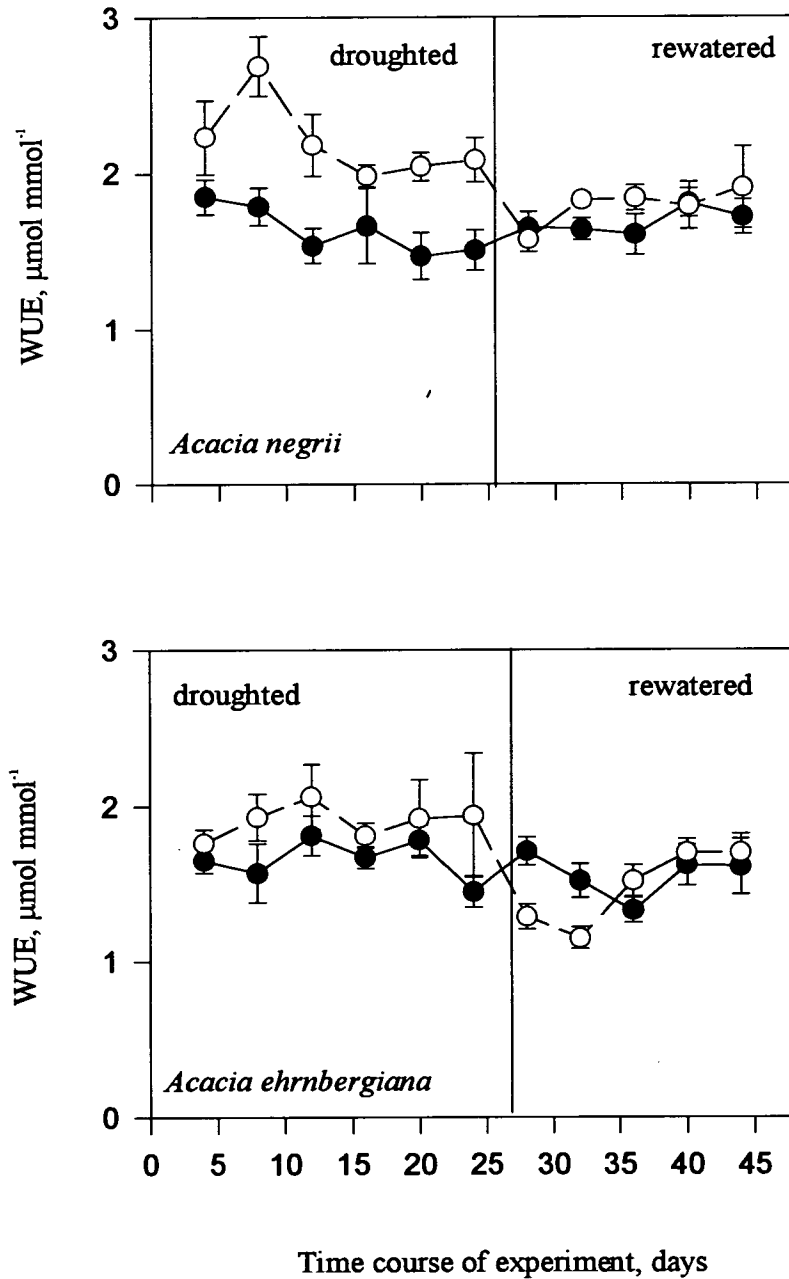 3
droughted rewatered
2
WUE, µmol mmol⁻¹
1
Acacia negrii
0
3
droughted rewatered
2
WUE, µmol mmol⁻¹
1
Acacia ehrnbergiana
0
0 5 10 15 20 25 30 35 40 45
Time course of experiment, days